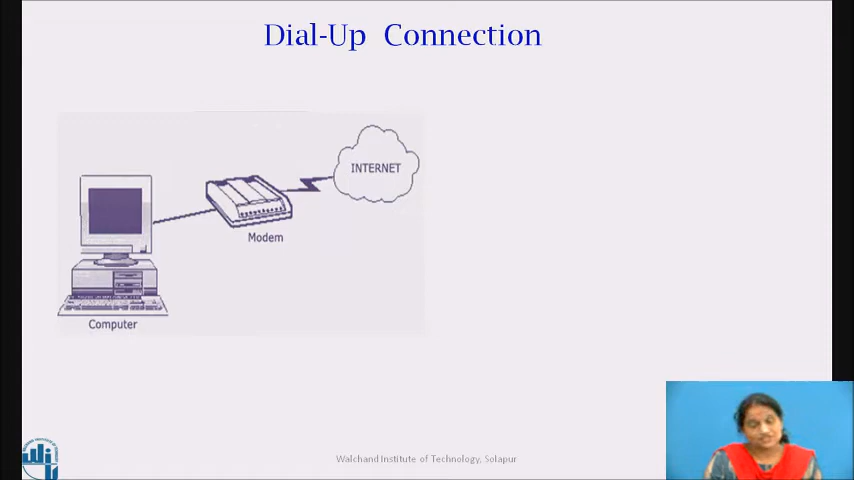 Dial-Up Connection
INTERNET
Modem
Computer
Walchand Institute of Technology, Solapur